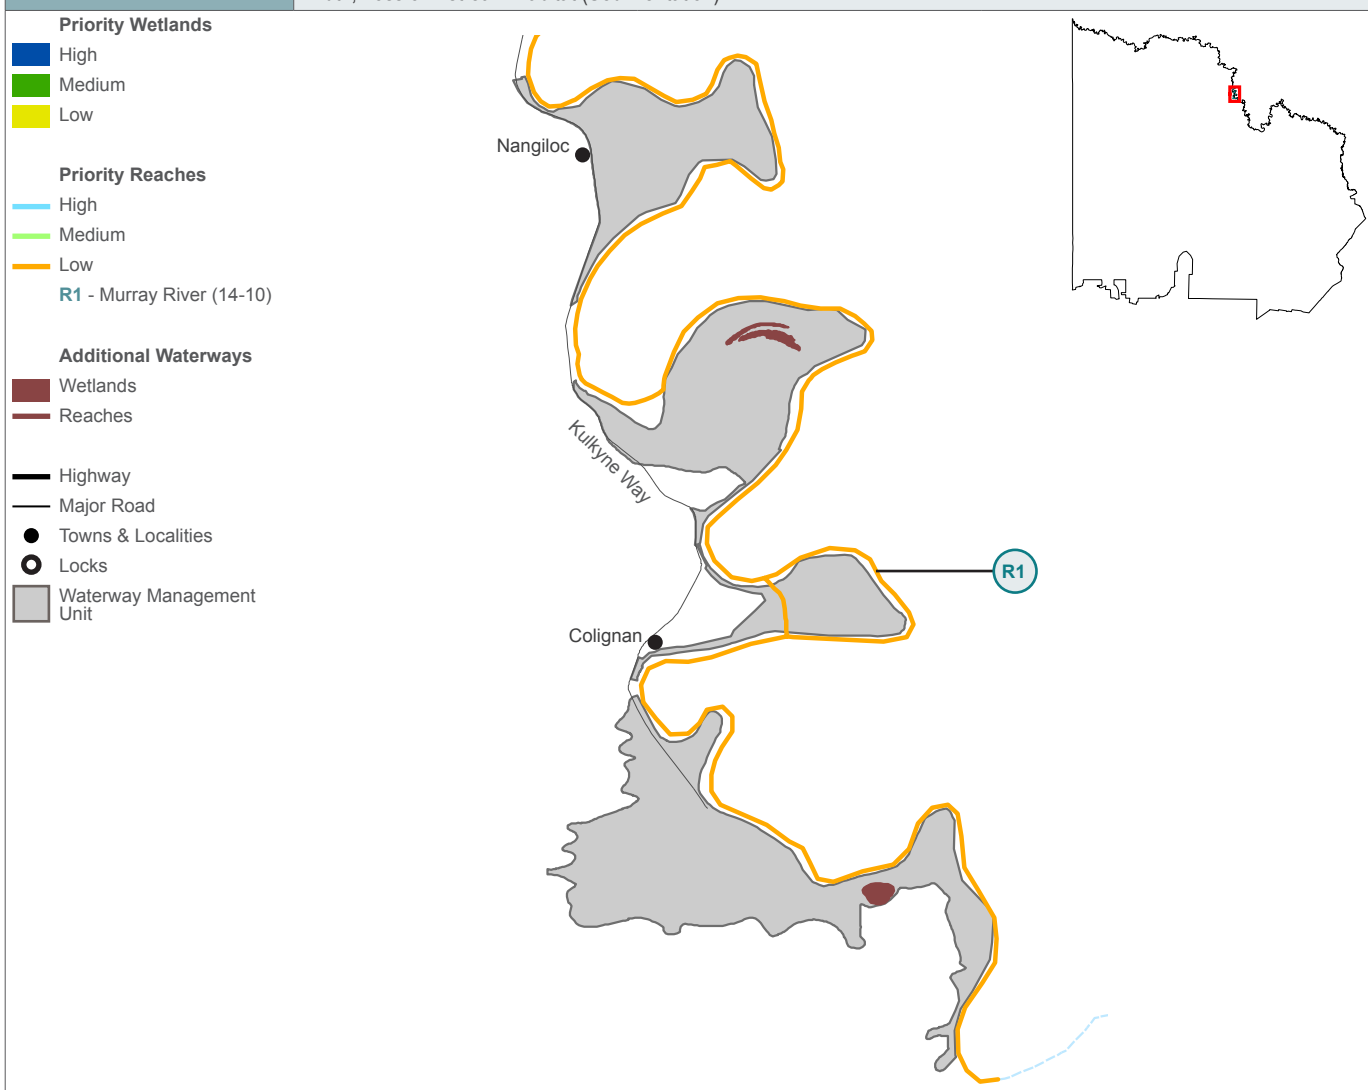 Priority Wetlands
High
Medium
Low
Priority Reaches
High
Medium
Low
R1 - Murray River (14-10)
Additional Waterways
Wetlands
Reaches
Highway
Major Road
Towns & Localities
Locks
Waterway Management
Unit
Nangiloc
Kulkyne Way
R1
Colignan